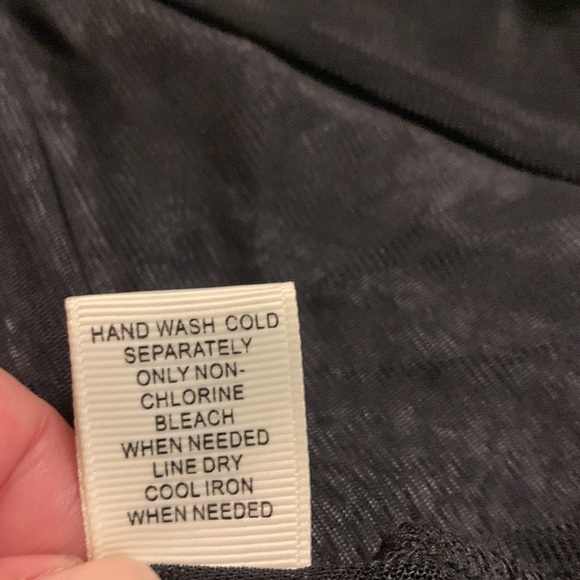 HAND WASH COLD
SEPARATELY
ONLY NON-
CHLORINE
BLEACH
WHEN NEEDED
LINE DRY
COOL IRON
WHEN NEEDED